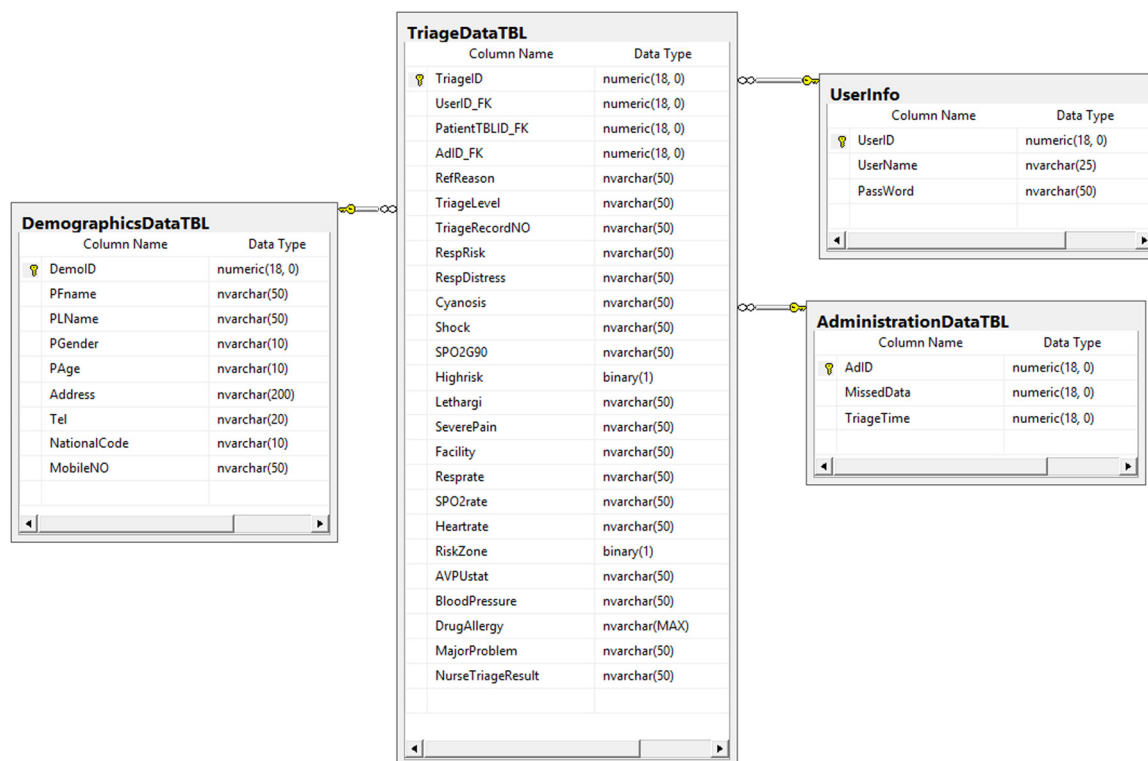 TriageDataTBL
Column Name Data Type
TriageID numeric(18, 0)
UserID_FK numeric(18, 0)
PatientTBLID_FK numeric(18, 0)
AdID_FK numeric(18, 0)
RefReason nvarchar(50)
TriageLevel nvarchar(50)
TriageRecordNO nvarchar(50)
RespRisk nvarchar(50)
RespDistress nvarchar(50)
Cyanosis nvarchar(50)
Shock nvarchar(50)
SPO2G90 nvarchar(50)
Highrisk binary(1)
Lethargi nvarchar(50)
SeverePain nvarchar(50)
Facility nvarchar(50)
Resprate nvarchar(50)
SPO2rate nvarchar(50)
Heartrate nvarchar(50)
RiskZone binary(1)
AVPUstat nvarchar(50)
BloodPressure nvarchar(50)
DrugAllergy nvarchar(MAX)
MajorProblem nvarchar(50)
NurseTriageResult nvarchar(50)
UserInfo
Column Name Data Type
UserID numeric(18, 0)
UserName nvarchar(25)
PassWord nvarchar(50)
DemographicsDataTBL
Column Name Data Type
DemoID numeric(18, 0)
PFname nvarchar(50)
PLName nvarchar(50)
PGender nvarchar(10)
PAge nvarchar(10)
Address nvarchar(200)
Tel nvarchar(20)
NationalCode nvarchar(10)
MobileNO nvarchar(50)
AdministrationDataTBL
Column Name Data Type
AdID numeric(18, 0)
MissedData numeric(18, 0)
TriageTime numeric(18, 0)